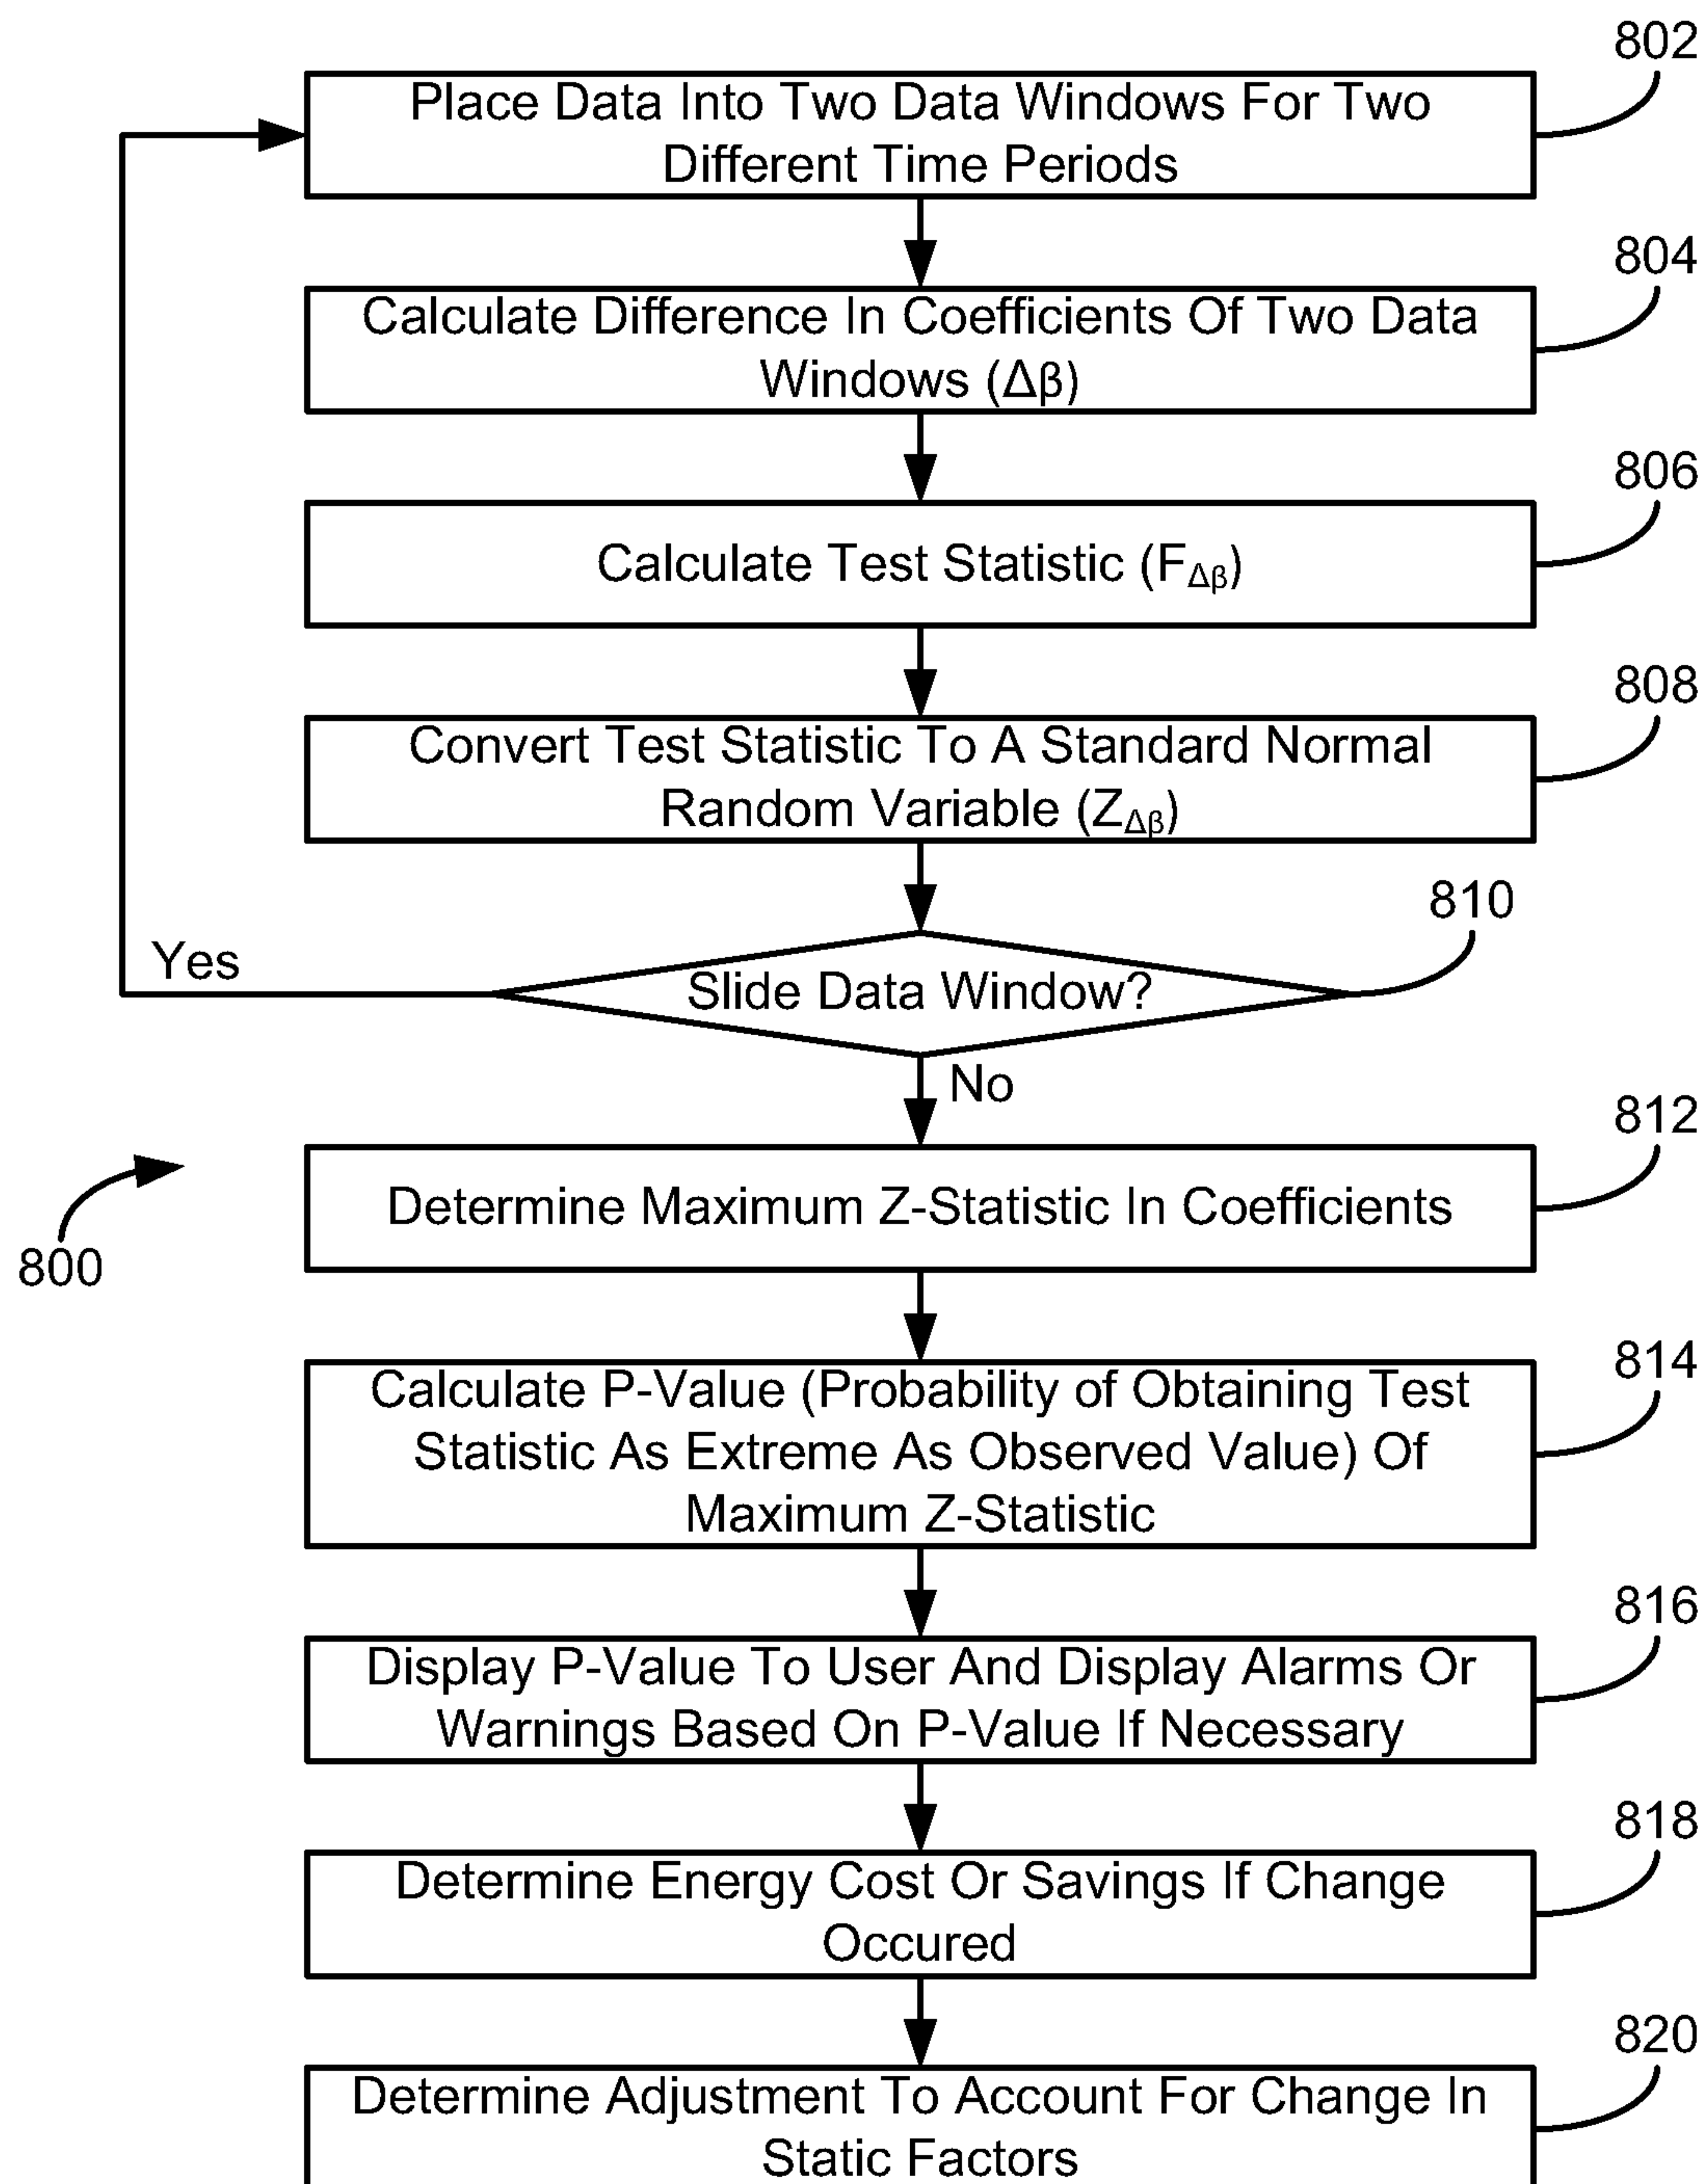 802
Place Data Into Two Data Windows For Two
Different Time Periods
804
Calculate Difference In Coefficients Of Two Data
Windows (Δβ)
806
Calculate Test Statistic (FΔβ)
808
Convert Test Statistic To A Standard Normal
Random Variable (ZΔβ)
810
Yes
Slide Data Window?
No
812
Determine Maximum Z-Statistic In Coefficients
800
814
Calculate P-Value (Probability of Obtaining Test
Statistic As Extreme As Observed Value) Of
Maximum Z-Statistic
816
Display P-Value To User And Display Alarms Or
Warnings Based On P-Value If Necessary
818
Determine Energy Cost Or Savings If Change
Occured
820
Determine Adjustment To Account For Change In
Static Factors